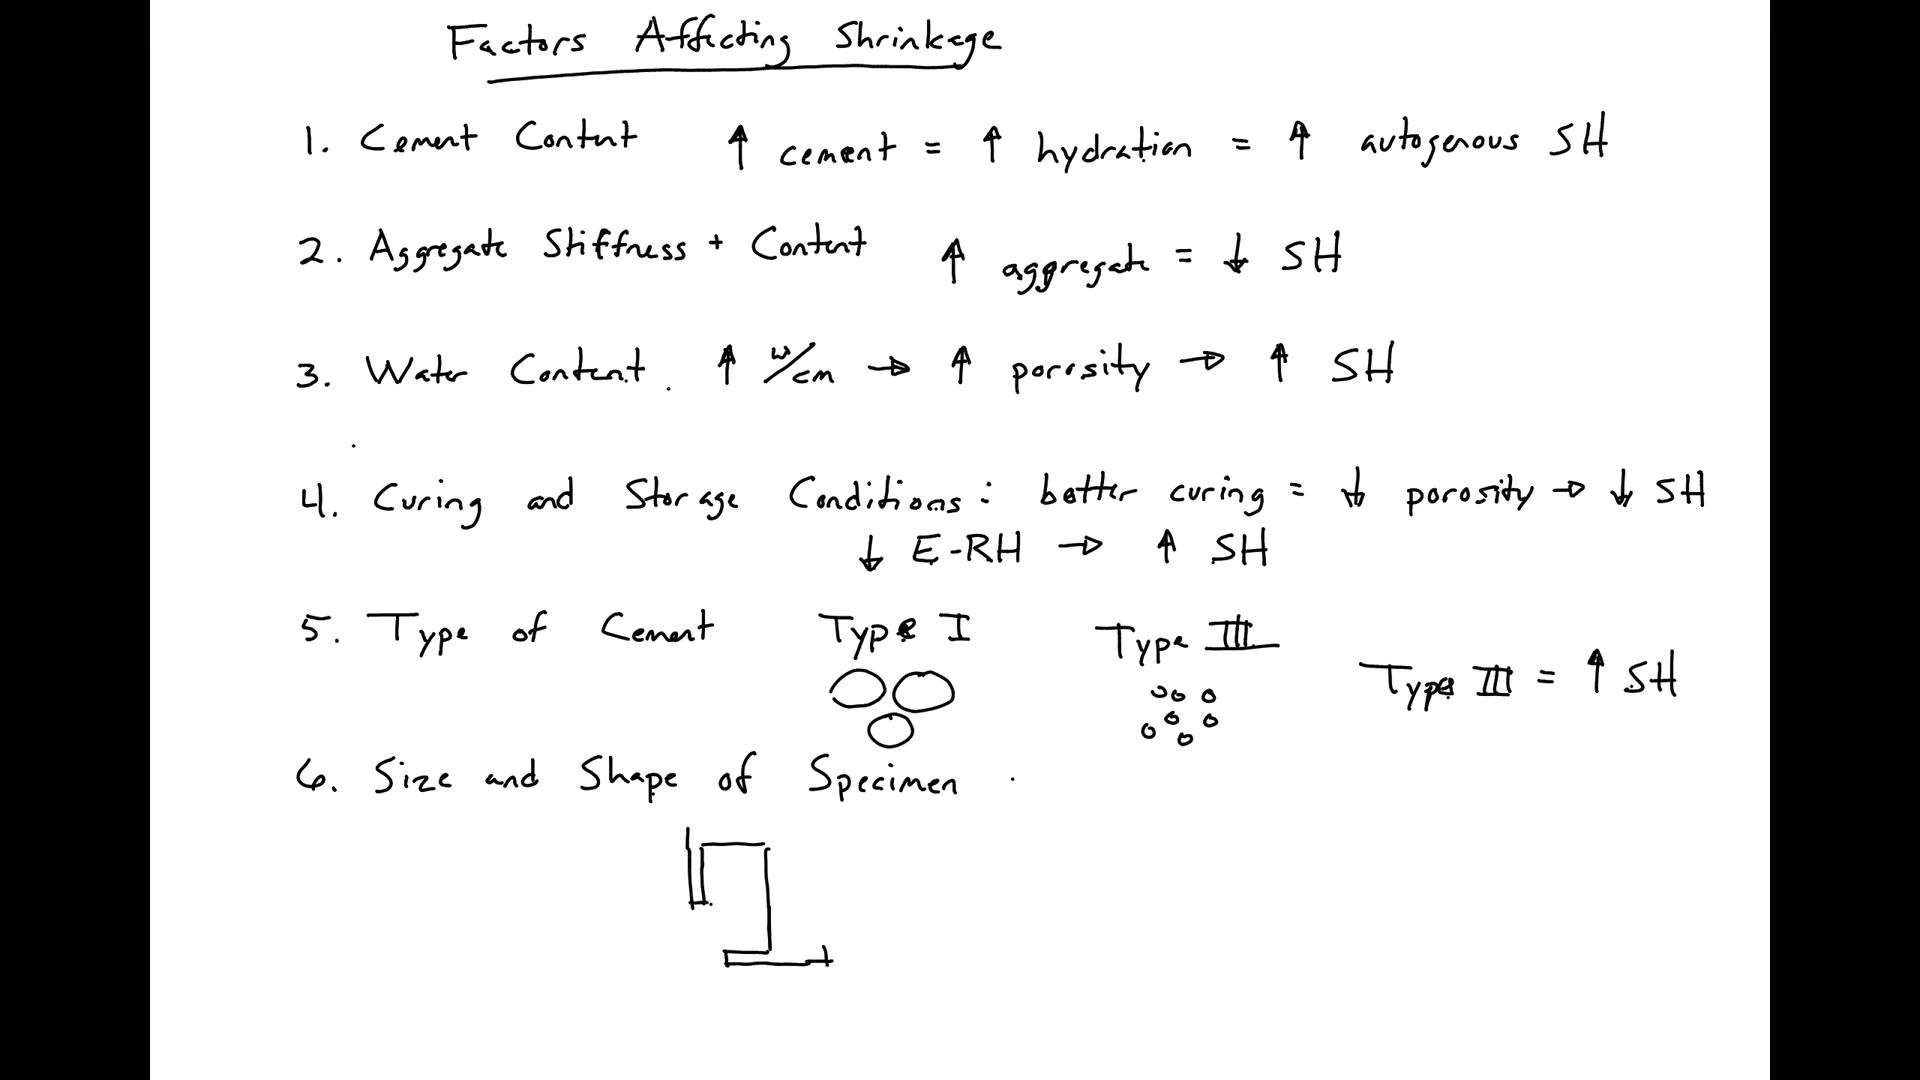 Factors Affecting Shrinkage
1. Cement Content ↑ cement = ↑ hydration = ↑ autogenous SH
2. Aggregate Stiffness + Content ↑ aggregate = ↓ SH
3. Water Content. ↑ w/cm → ↑ porosity → ↑ SH
4. Curing and Storage Conditions: better curing = ↓ porosity → ↓ SH
↓ E-RH → ↑ SH
5. Type of Cement Type I Type III Type III = ↑ SH
6. Size and Shape of Specimen